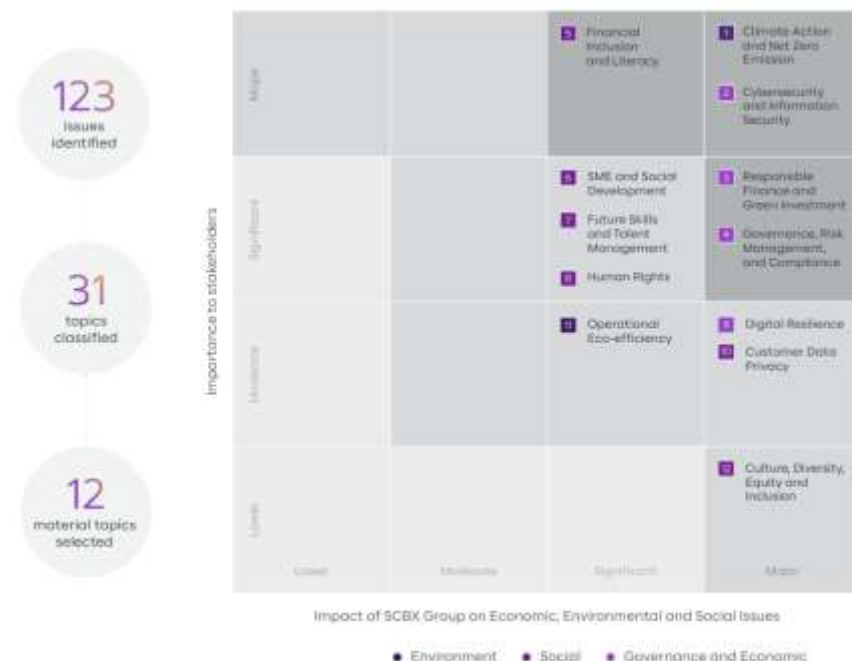 123
issues
identified
31
topics
classified
12
material topics
selected
Importance to stakeholders
Major
Significant
Moderate
Lower
5 Financial
Inclusion
and Literacy
1 Climate Action
and Net Zero
Emission
2 Cybersecurity
and Information
Security
6 SME and Social
Development
7 Future Skills
and Talent
Management
8 Human Rights
3 Responsible
Finance and
Green Investment
4 Governance, Risk
Management,
and Compliance
11 Operational
Eco-efficiency
Digital Resilience
10 Customer Data
Privacy
12 Culture, Diversity,
Equity and
Inclusion
Lower
Moderate
Significant
Major
Impact of SCBX Group on Economic, Environmental and Social Issues
Environment
Social
Governance and Economic